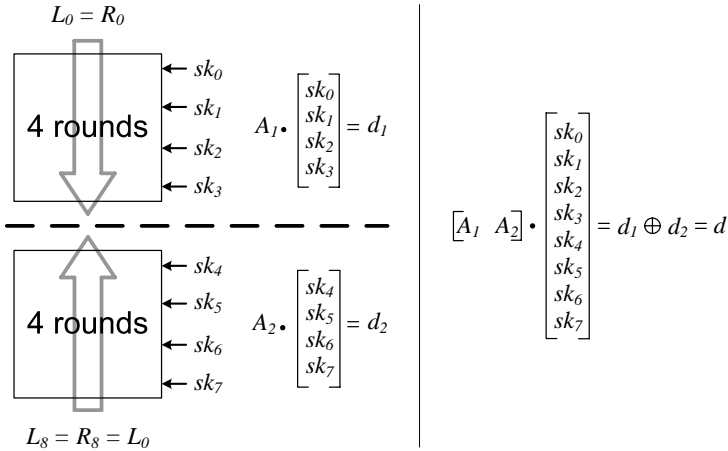 L₀ = R₀
4 rounds
sk₀
sk₁
sk₂
sk₃
A₁ • [sk₀ sk₁ sk₂ sk₃] = d₁
4 rounds
sk₄
sk₅
sk₆
sk₇
A₂ • [sk₄ sk₅ sk₆ sk₇] = d₂
L₈ = R₈ = L₀
[A₁ A₂] • [sk₀ sk₁ sk₂ sk₃ sk₄ sk₅ sk₆ sk₇] = d₁ ⊕ d₂ = d